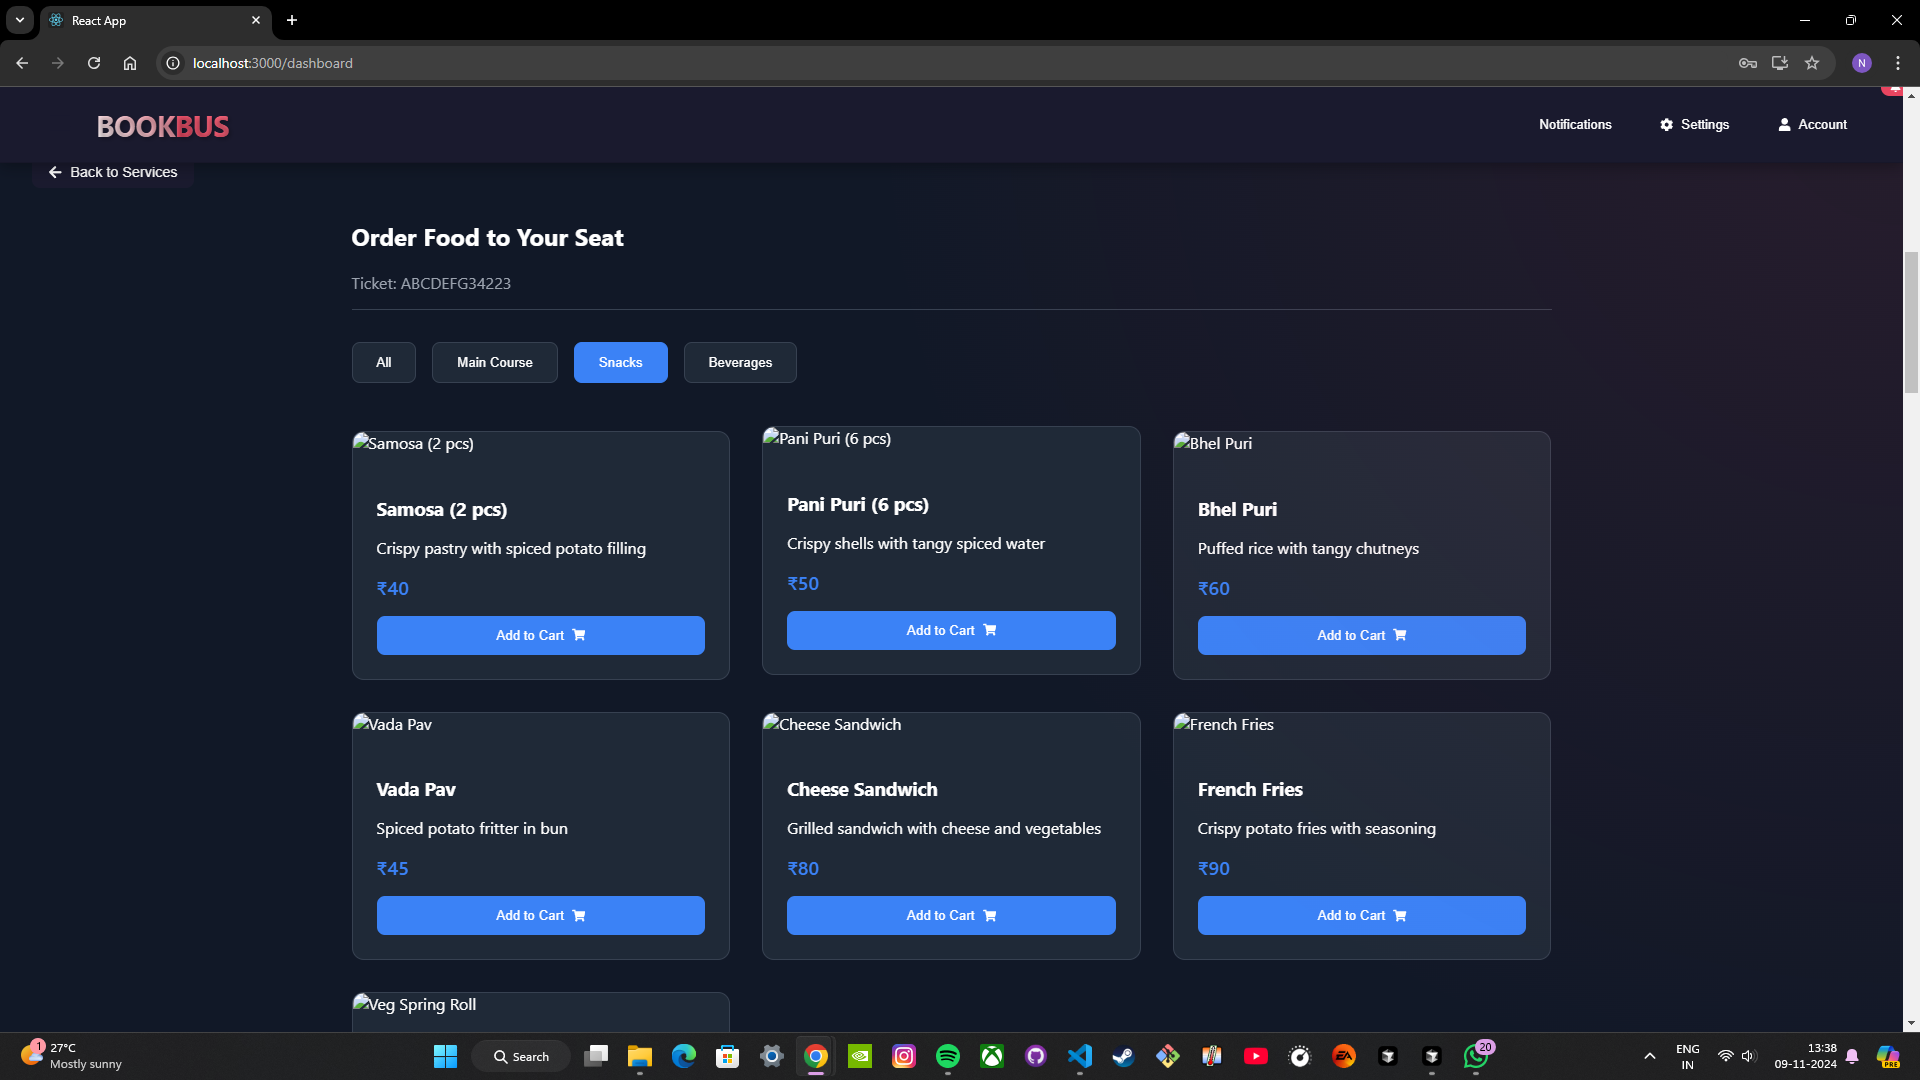 React App
localhost:3000/dashboard
N
BOOKBUS
Notifications
Settings
Account
Back to Services
Order Food to Your Seat
Ticket: ABCDEFG34223
All
Main Course
Snacks
Beverages
Samosa (2 pcs)
Pani Puri (6 pcs)
Bhel Puri
Samosa (2 pcs)
Pani Puri (6 pcs)
Bhel Puri
Crispy pastry with spiced potato filling
Crispy shells with tangy spiced water
Puffed rice with tangy chutneys
₹40
₹50
₹60
Add to Cart
Add to Cart
Add to Cart
Vada Pav
Cheese Sandwich
French Fries
Vada Pav
Cheese Sandwich
French Fries
Spiced potato fritter in bun
Grilled sandwich with cheese and vegetables
Crispy potato fries with seasoning
₹45
₹80
₹90
Add to Cart
Add to Cart
Add to Cart
Veg Spring Roll
1
27°C
Mostly sunny
Search
EA
20
ENG
IN
13:38
09-11-2024
PRE